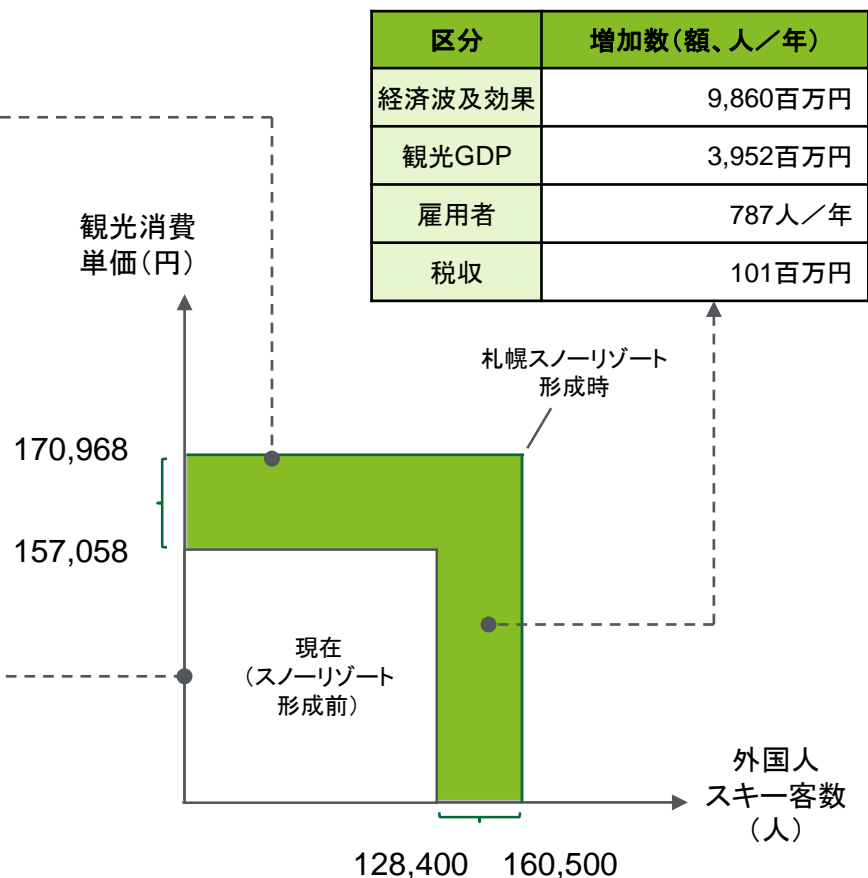 区分 増加数(額、人／年)
経済波及効果 9,860百万円
観光GDP 3,952百万円
雇用者 787人／年
税収 101百万円
観光消費
単価(円)
札幌スノーリゾート
形成時
170,968
157,058
現在
(スノーリゾート
形成前)
外国人
スキー客数
(人)
128,400 160,500